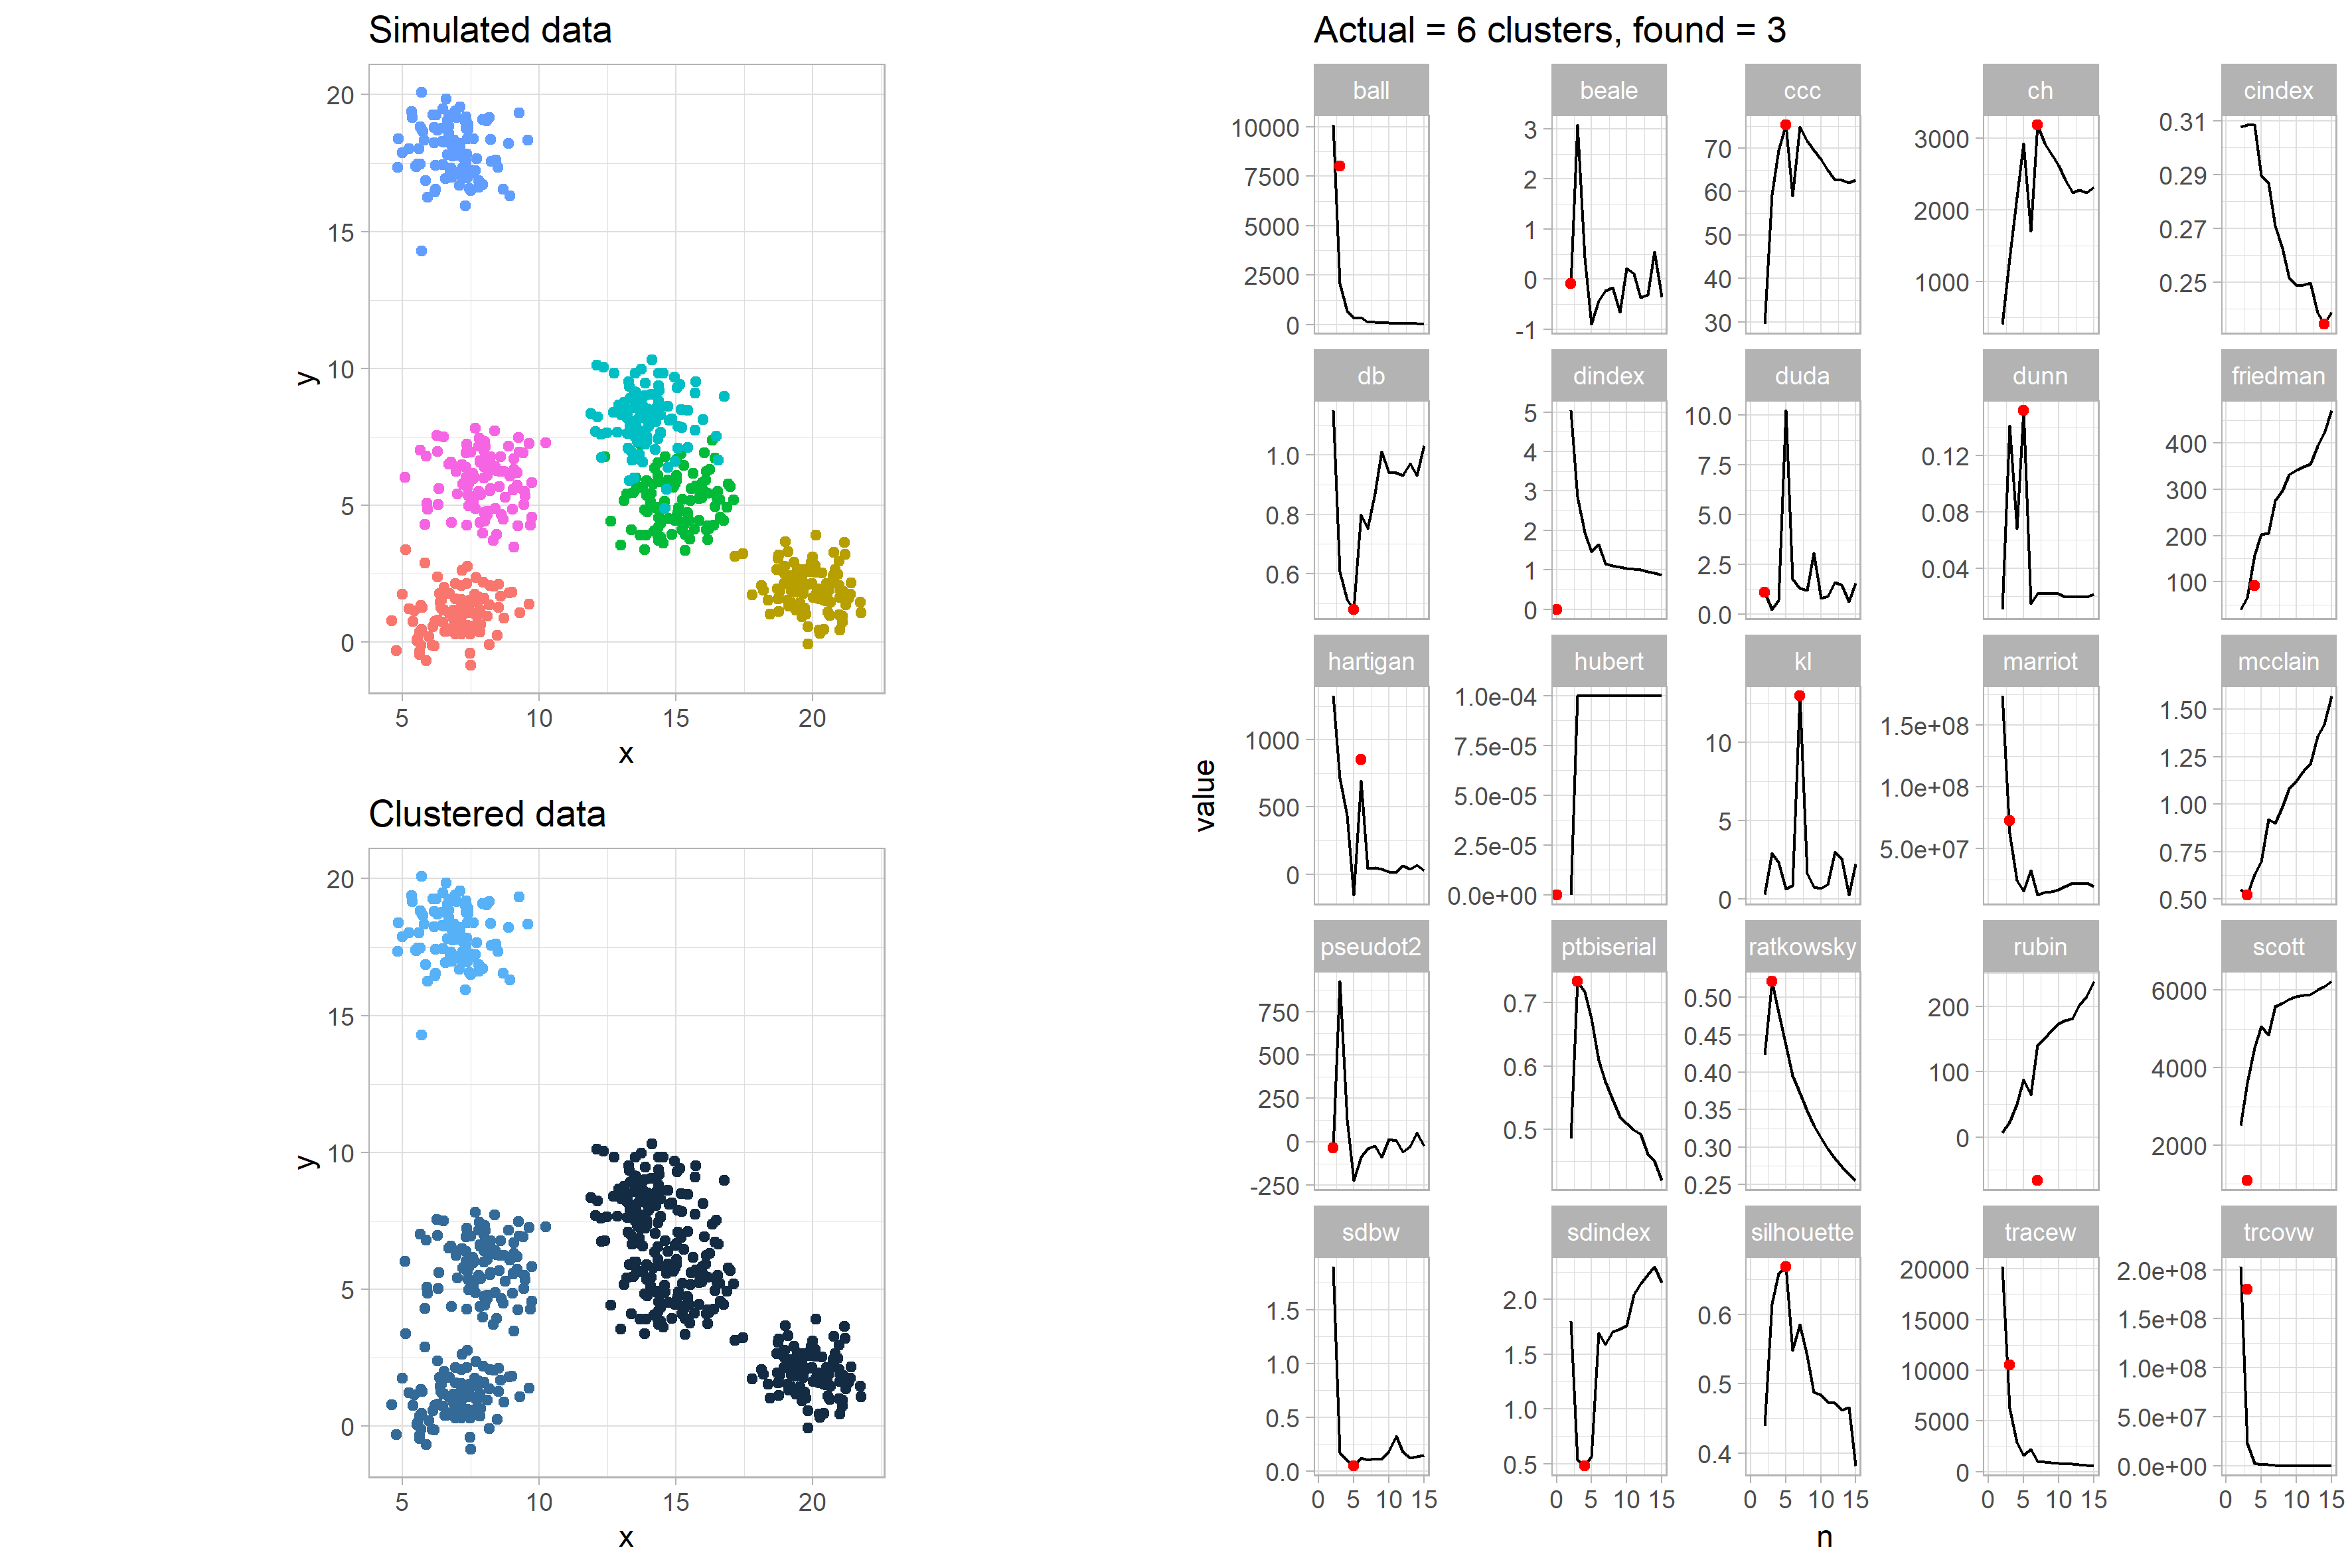 Simulated data
20
15
10
5
0
y
5 10 15 20
x
Clustered data
20
15
10
5
0
y
5 10 15 20
x
Actual = 6 clusters, found = 3
value
ball
10000
7500
5000
2500
0
beale
3
2
1
0
-1
ccc
70
60
50
40
30
ch
3000
2000
1000
cindex
0.31
0.29
0.27
0.25
db
1.0
0.8
0.6
dindex
5
4
3
2
1
0
duda
10.0
7.5
5.0
2.5
0.0
dunn
0.12
0.08
0.04
friedman
400
300
200
100
hartigan
1000
500
0
hubert
1.0e-04
7.5e-05
5.0e-05
2.5e-05
0.0e+00
kl
10
5
0
marriot
1.5e+08
1.0e+08
5.0e+07
mcclain
1.50
1.25
1.00
0.75
0.50
pseudot2
750
500
250
0
-250
ptbiserial
0.7
0.6
0.5
ratkowsky
0.50
0.45
0.40
0.35
0.30
0.25
rubin
200
100
0
scott
6000
4000
2000
sdbw
1.5
1.0
0.5
0.0
0 5 10 15
sdindex
2.0
1.5
1.0
0.5
0 5 10 15
silhouette
0.6
0.5
0.4
0 5 10 15
tracew
20000
15000
10000
5000
0
0 5 10 15
trcovw
2.0e+08
1.5e+08
1.0e+08
5.0e+07
0.0e+00
0 5 10 15
n